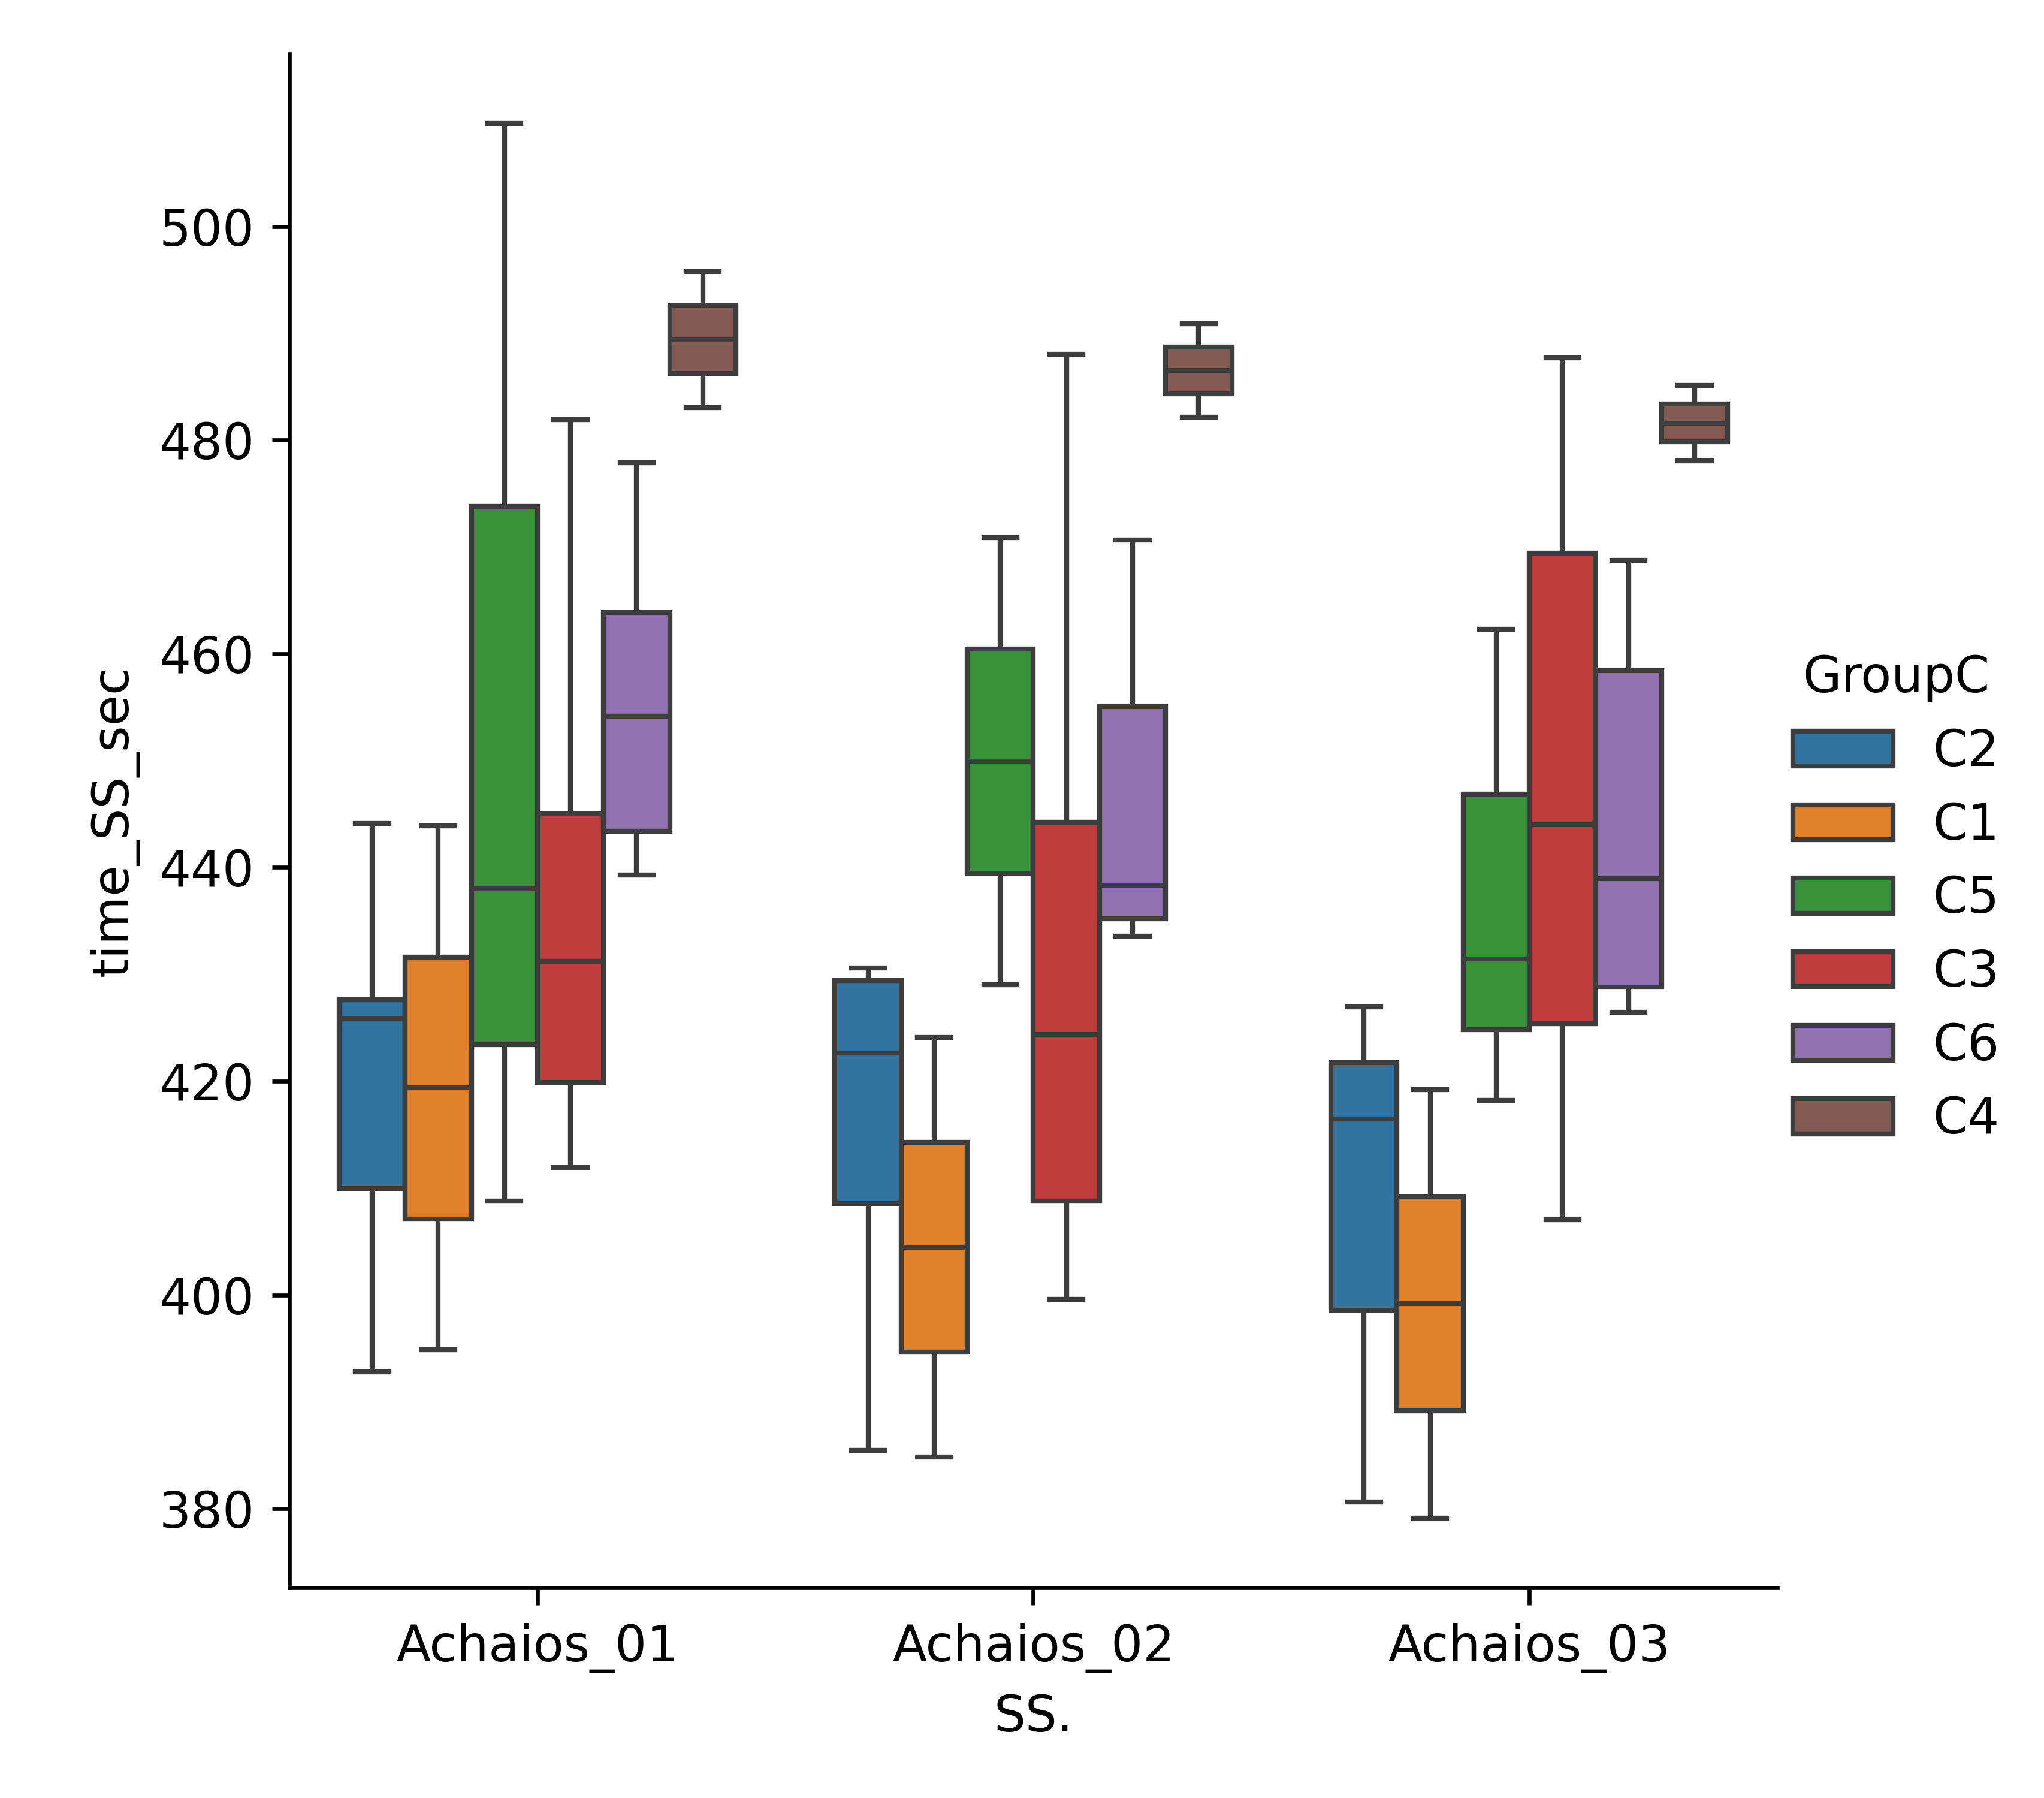 500
480
460
440
420
400
380
time_SS_sec
Achaios_01
Achaios_02
Achaios_03
SS.
GroupC
C2
C1
C5
C3
C6
C4